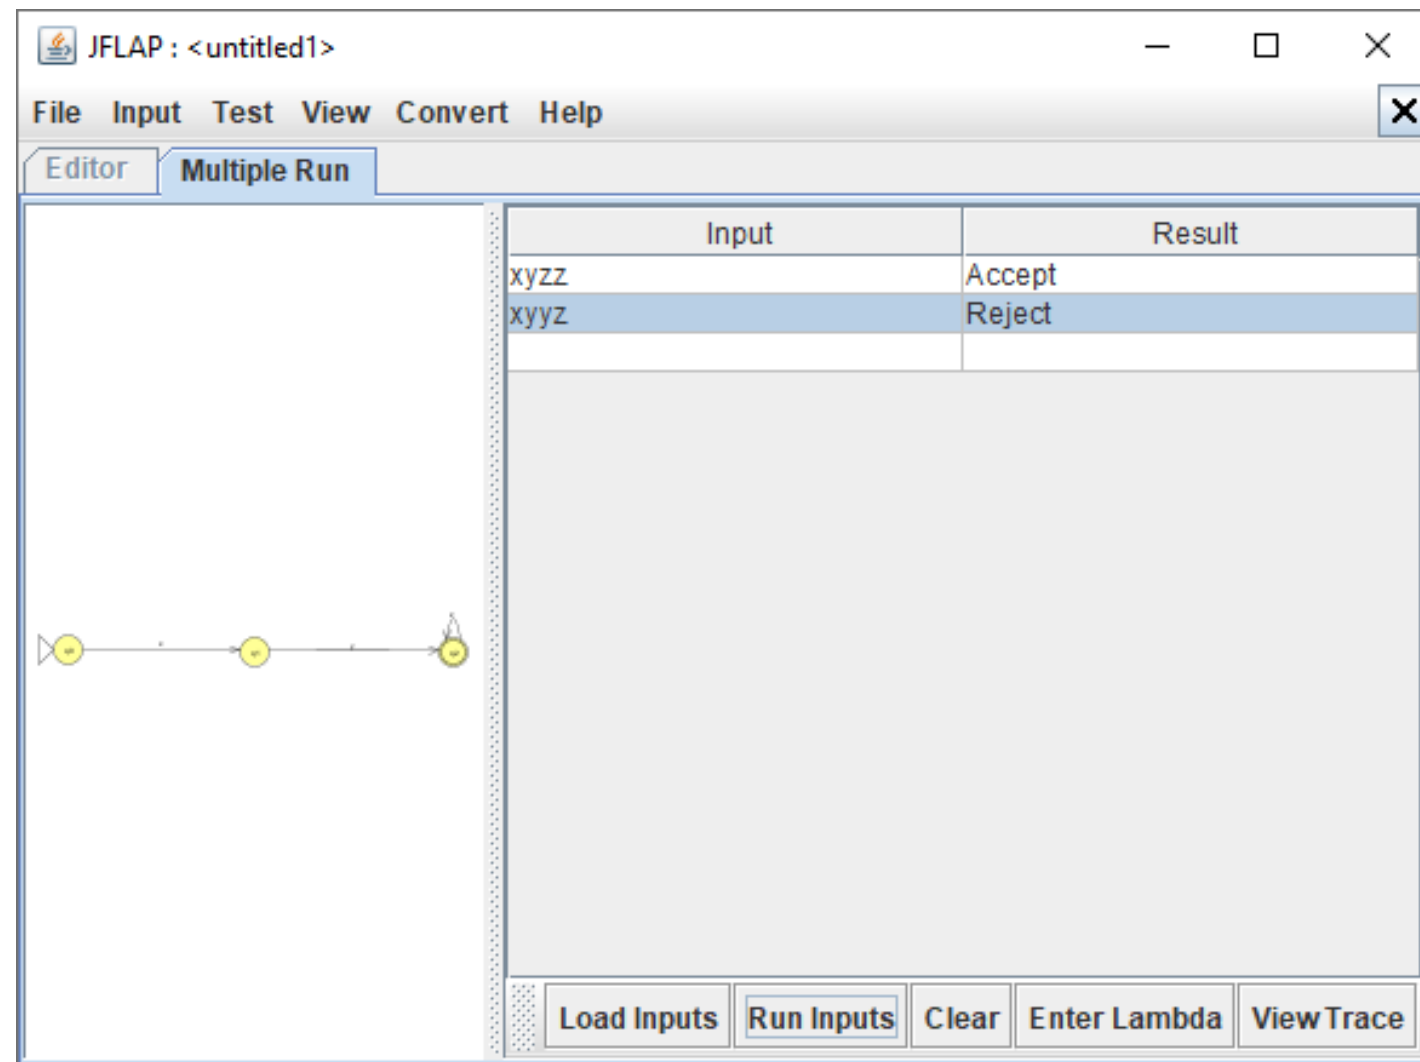 JFLAP : <untitled1>
File Input Test View Convert Help
Editor Multiple Run
Input Result
xyzz Accept
xyyz Reject
Load Inputs Run Inputs Clear Enter Lambda View Trace